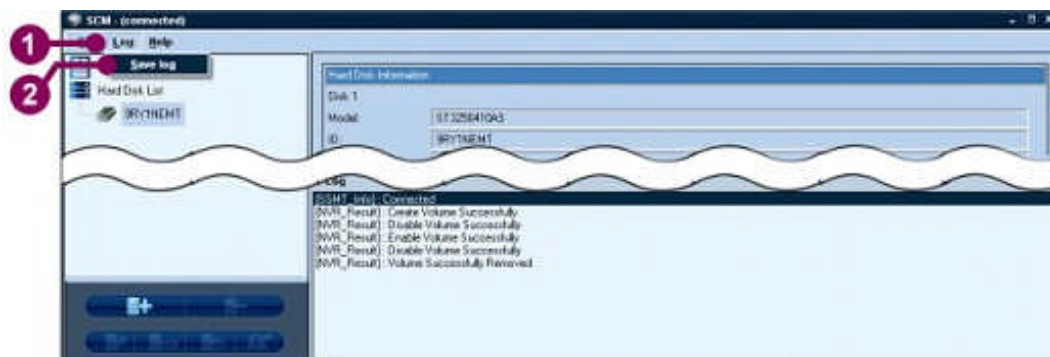 SCM - (connected)
1
Log Help
2
Save log
Hard Disk List
9RY1NEMT
Hard Disk Information
Disk 1
Model: ST3250410AS
ID: 9RY1NEMT
Log
[SSMT_Info]: Connected
[NVR_Result]: Create Volume Successfully
[NVR_Result]: Disable Volume Successfully
[NVR_Result]: Enable Volume Successfully
[NVR_Result]: Disable Volume Successfully
[NVR_Result]: Volume Successfully Removed